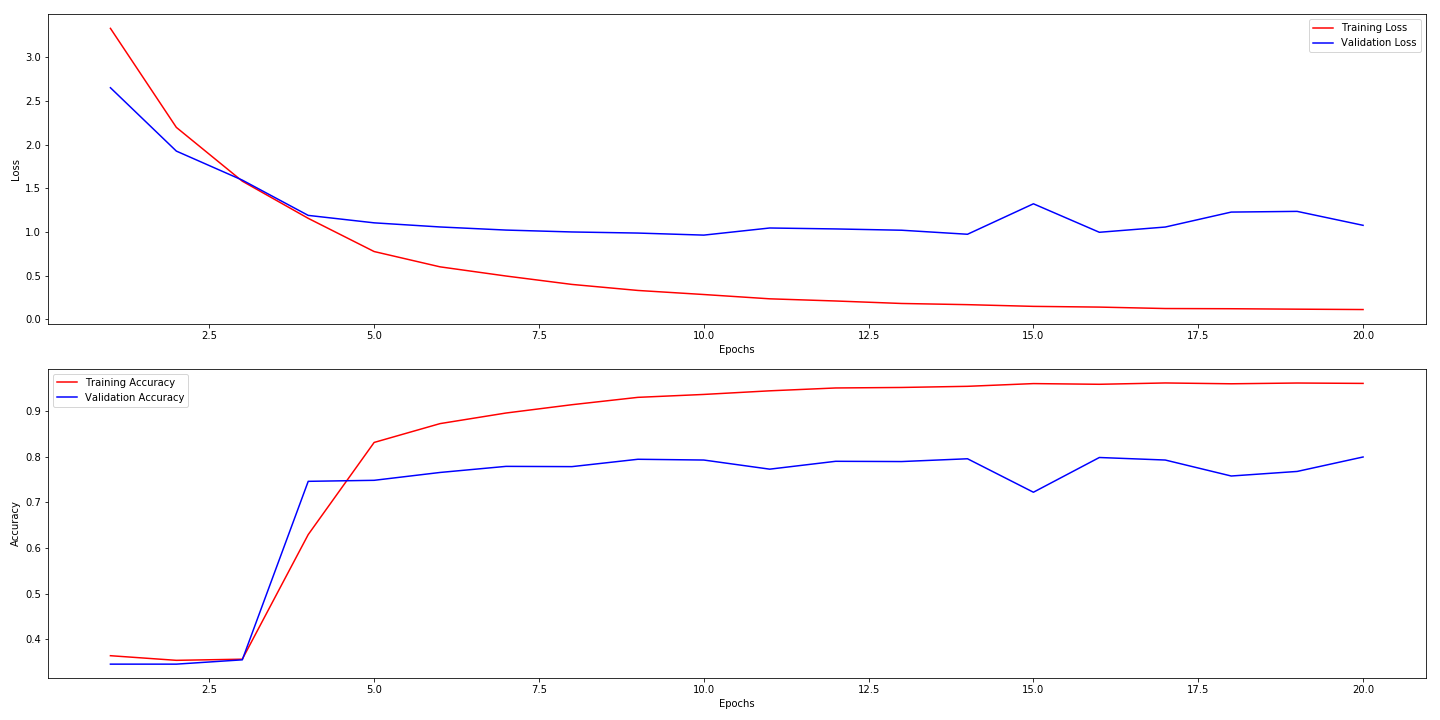 Training Loss
Validation Loss
3.0
2.5
2.0
1.5
1.0
0.5
0.0
Loss
2.5 5.0 7.5 10.0 12.5 15.0 17.5 20.0
Epochs
Training Accuracy
Validation Accuracy
0.9
0.8
0.7
0.6
0.5
0.4
Accuracy
2.5 5.0 7.5 10.0 12.5 15.0 17.5 20.0
Epochs